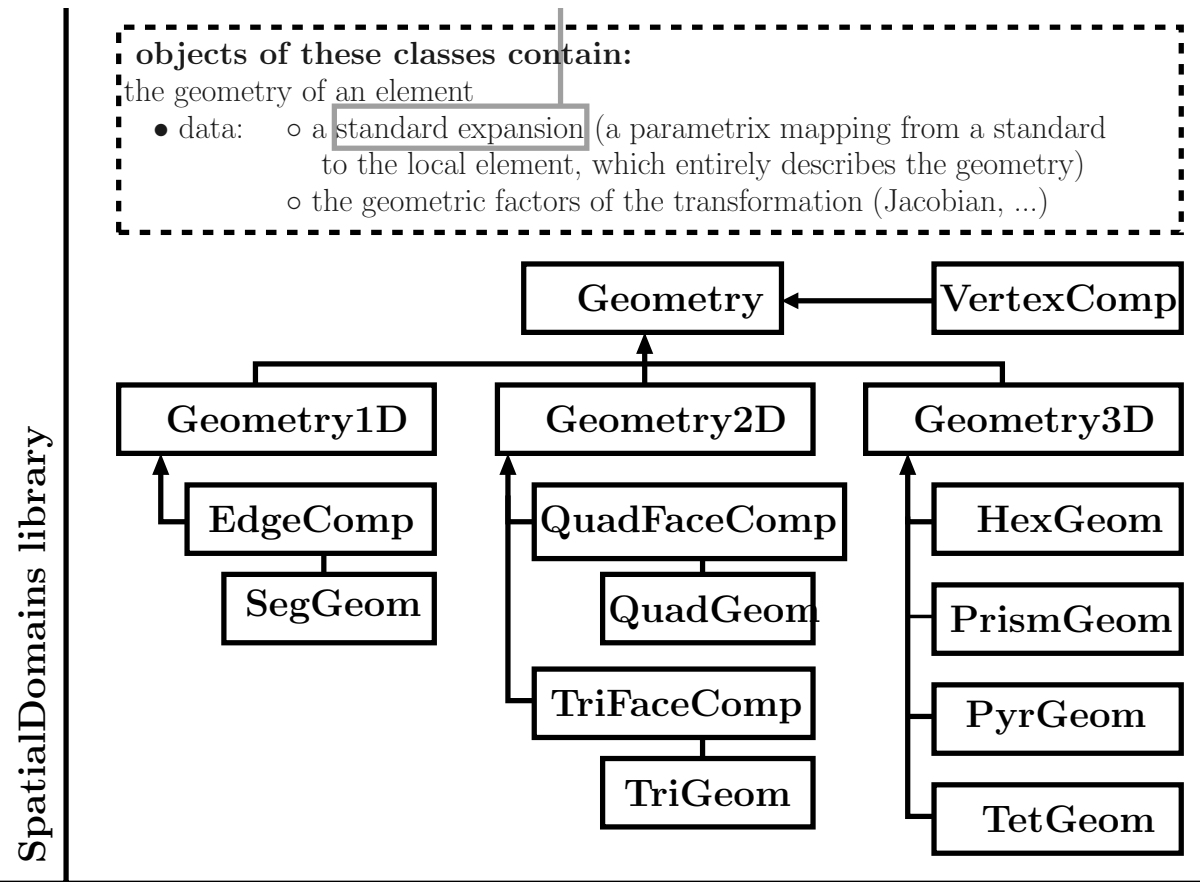 objects of these classes contain:
the geometry of an element
• data: ○ a standard expansion (a parametrix mapping from a standard
to the local element, which entirely describes the geometry)
○ the geometric factors of the transformation (Jacobian, ...)
Geometry
VertexComp
Geometry1D
Geometry2D
Geometry3D
EdgeComp
QuadFaceComp
HexGeom
SegGeom
QuadGeom
PrismGeom
TriFaceComp
PyrGeom
TriGeom
TetGeom
SpatialDomains library